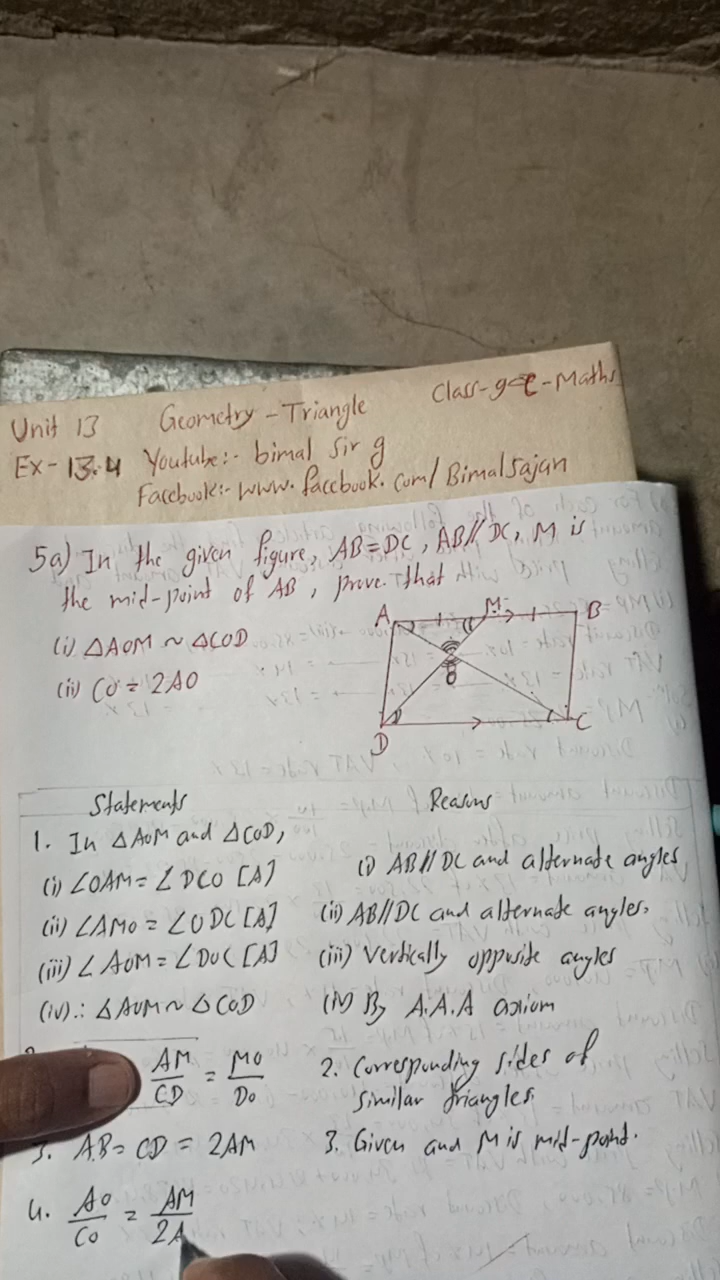 Unit 13 Geometry - Triangle Class-9 - Maths
Ex- 13.4 Youtube:- bimal sir g
Facebook:- www.facebook.com/Bimalsajan
5a) In the given figure, AB=DC, AB//DC, M is
the mid-point of AB, prove that
(i) △AOM ~ △COD
(ii) CO = 2AO
A M B
O
D C
Statements Reasons
1. In △AOM and △COD,
(i) ∠OAM = ∠DCO [A] (i) AB//DC and alternate angles
(ii) ∠AMO = ∠ODC [A] (ii) AB//DC and alternate angles.
(iii) ∠AOM = ∠DOC [A] (iii) Vertically opposite angles
(iv) ∴ △AOM ~ △COD (iv) By A.A.A axiom
AM/CD = MO/DO 2. Corresponding sides of
similar triangles.
3. AB = CD = 2AM 3. Given and M is mid-point.
4. AO/CO = AM/2A